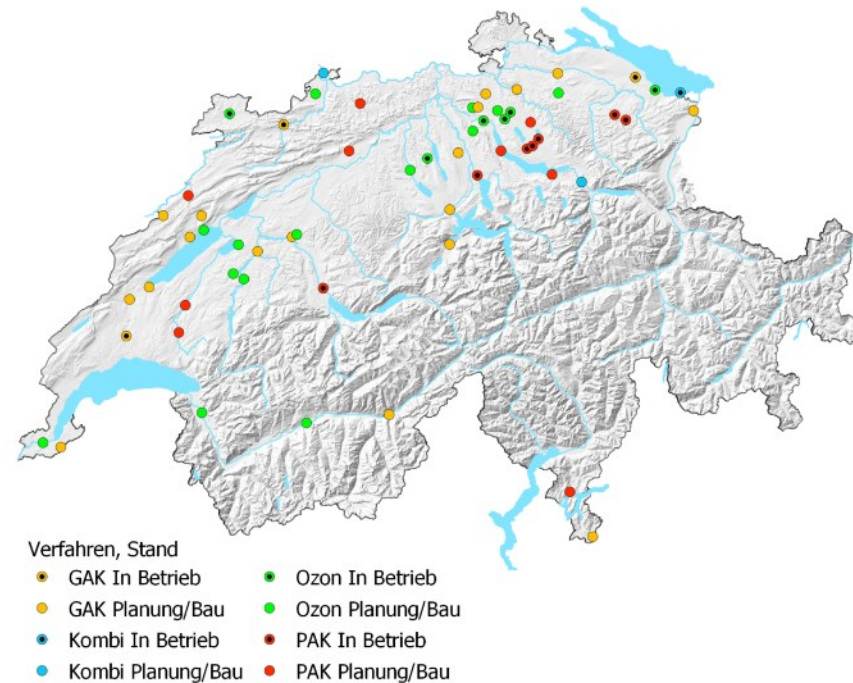 Verfahren, Stand
GAK In Betrieb
GAK Planung/Bau
Kombi In Betrieb
Kombi Planung/Bau
Ozon In Betrieb
Ozon Planung/Bau
PAK In Betrieb
PAK Planung/Bau